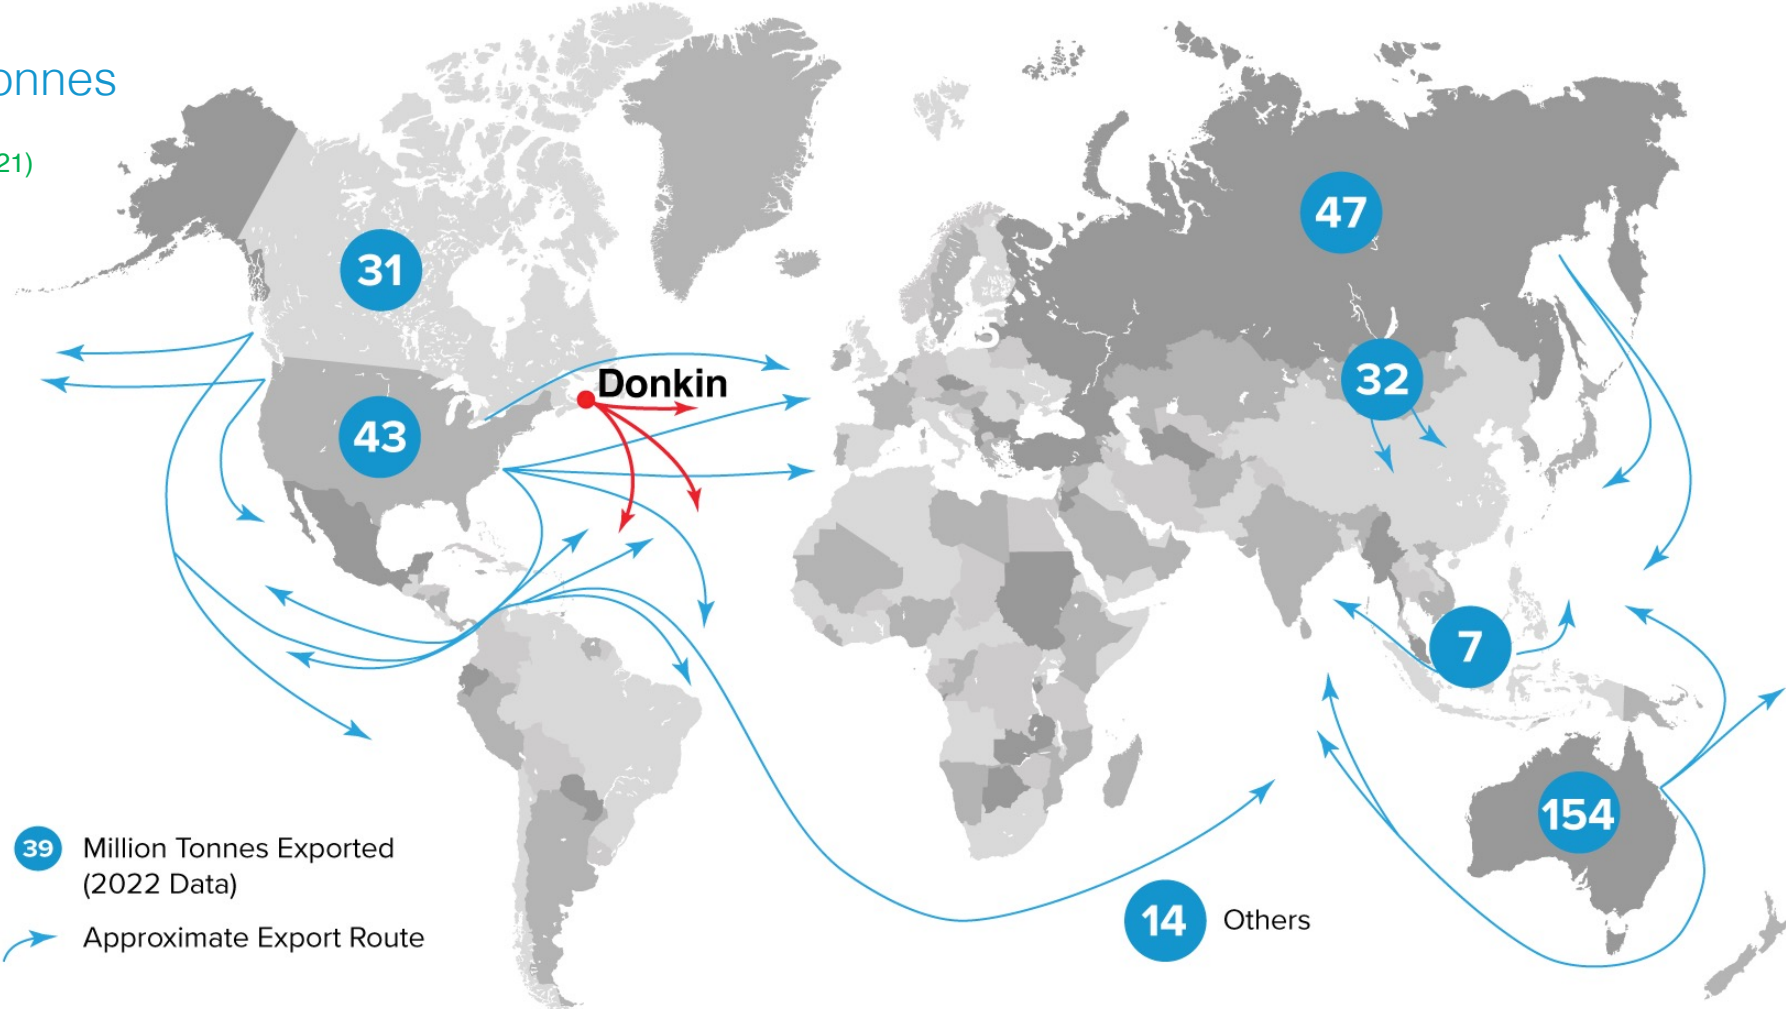 onnes
21)
47
31
32
Donkin
43
7
154
39 Million Tonnes Exported
(2022 Data)
14 Others
Approximate Export Route